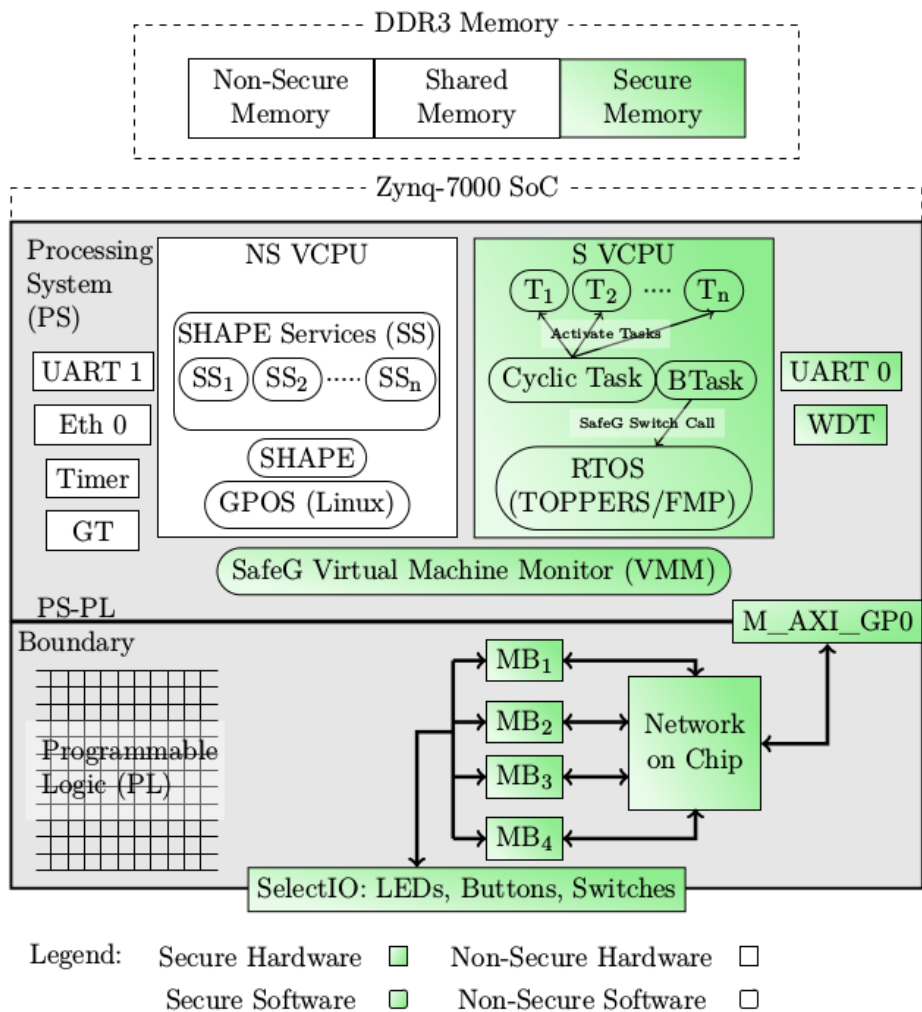 DDR3 Memory
Non-Secure
Memory
Shared
Memory
Secure
Memory
Zynq-7000 SoC
Processing
System
(PS)
NS VCPU
SHAPE Services (SS)
SS1 SS2 ..... SSn
SHAPE
GPOS (Linux)
S VCPU
T1 T2 .... Tn
Activate Tasks
Cyclic Task BTask
SafeG Switch Call
RTOS
(TOPPERS/FMP)
UART 1
Eth 0
Timer
GT
UART 0
WDT
SafeG Virtual Machine Monitor (VMM)
PS-PL
Boundary
M_AXI_GP0
Programmable
Logic (PL)
MB1
MB2
MB3
MB4
Network
on Chip
SelectIO: LEDs, Buttons, Switches
Legend: Secure Hardware Non-Secure Hardware
Secure Software Non-Secure Software